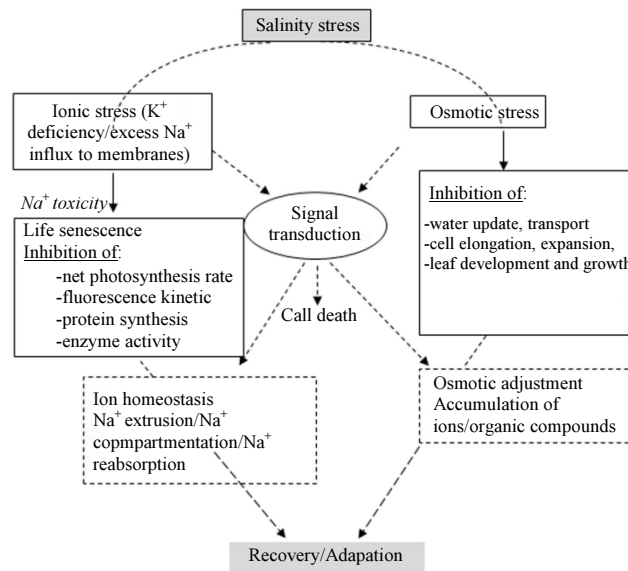 Salinity stress
Ionic stress (K⁺
deficiency/excess Na⁺
influx to membranes)
Osmotic stress
Na⁺ toxicity
Life senescence
Inhibition of:
-net photosynthesis rate
-fluorescence kinetic
-protein synthesis
-enzyme activity
Signal
transduction
Inhibition of:
-water update, transport
-cell elongation, expansion,
-leaf development and growth
Call death
Ion homeostasis
Na⁺ extrusion/Na⁺
copmpartmentation/Na⁺
reabsorption
Osmotic adjustment
Accumulation of
ions/organic compounds
Recovery/Adapation